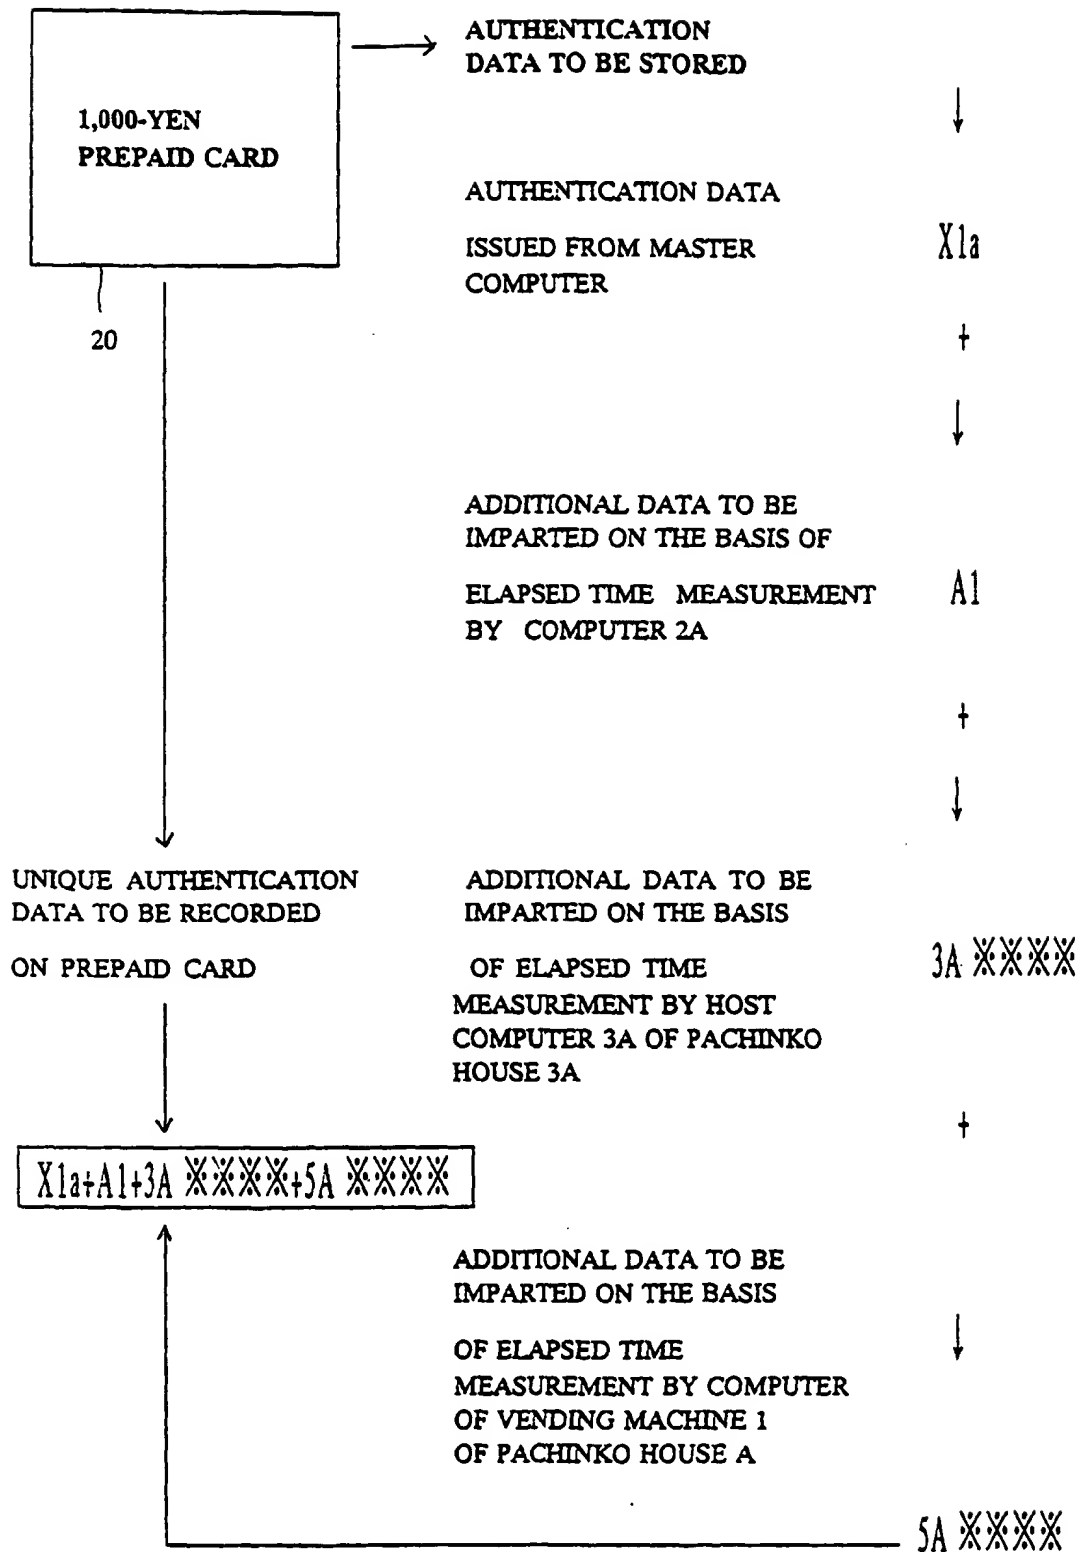 1,000-YEN
PREPAID CARD
20
AUTHENTICATION
DATA TO BE STORED
AUTHENTICATION DATA
ISSUED FROM MASTER
COMPUTER
X1a
+
ADDITIONAL DATA TO BE
IMPARTED ON THE BASIS OF
ELAPSED TIME MEASUREMENT
BY COMPUTER 2A
A1
+
UNIQUE AUTHENTICATION
DATA TO BE RECORDED
ON PREPAID CARD
ADDITIONAL DATA TO BE
IMPARTED ON THE BASIS
OF ELAPSED TIME
MEASUREMENT BY HOST
COMPUTER 3A OF PACHINKO
HOUSE 3A
3A ※※※※
+
X1a+A1+3A ※※※※+5A ※※※※
ADDITIONAL DATA TO BE
IMPARTED ON THE BASIS
OF ELAPSED TIME
MEASUREMENT BY COMPUTER
OF VENDING MACHINE 1
OF PACHINKO HOUSE A
5A ※※※※